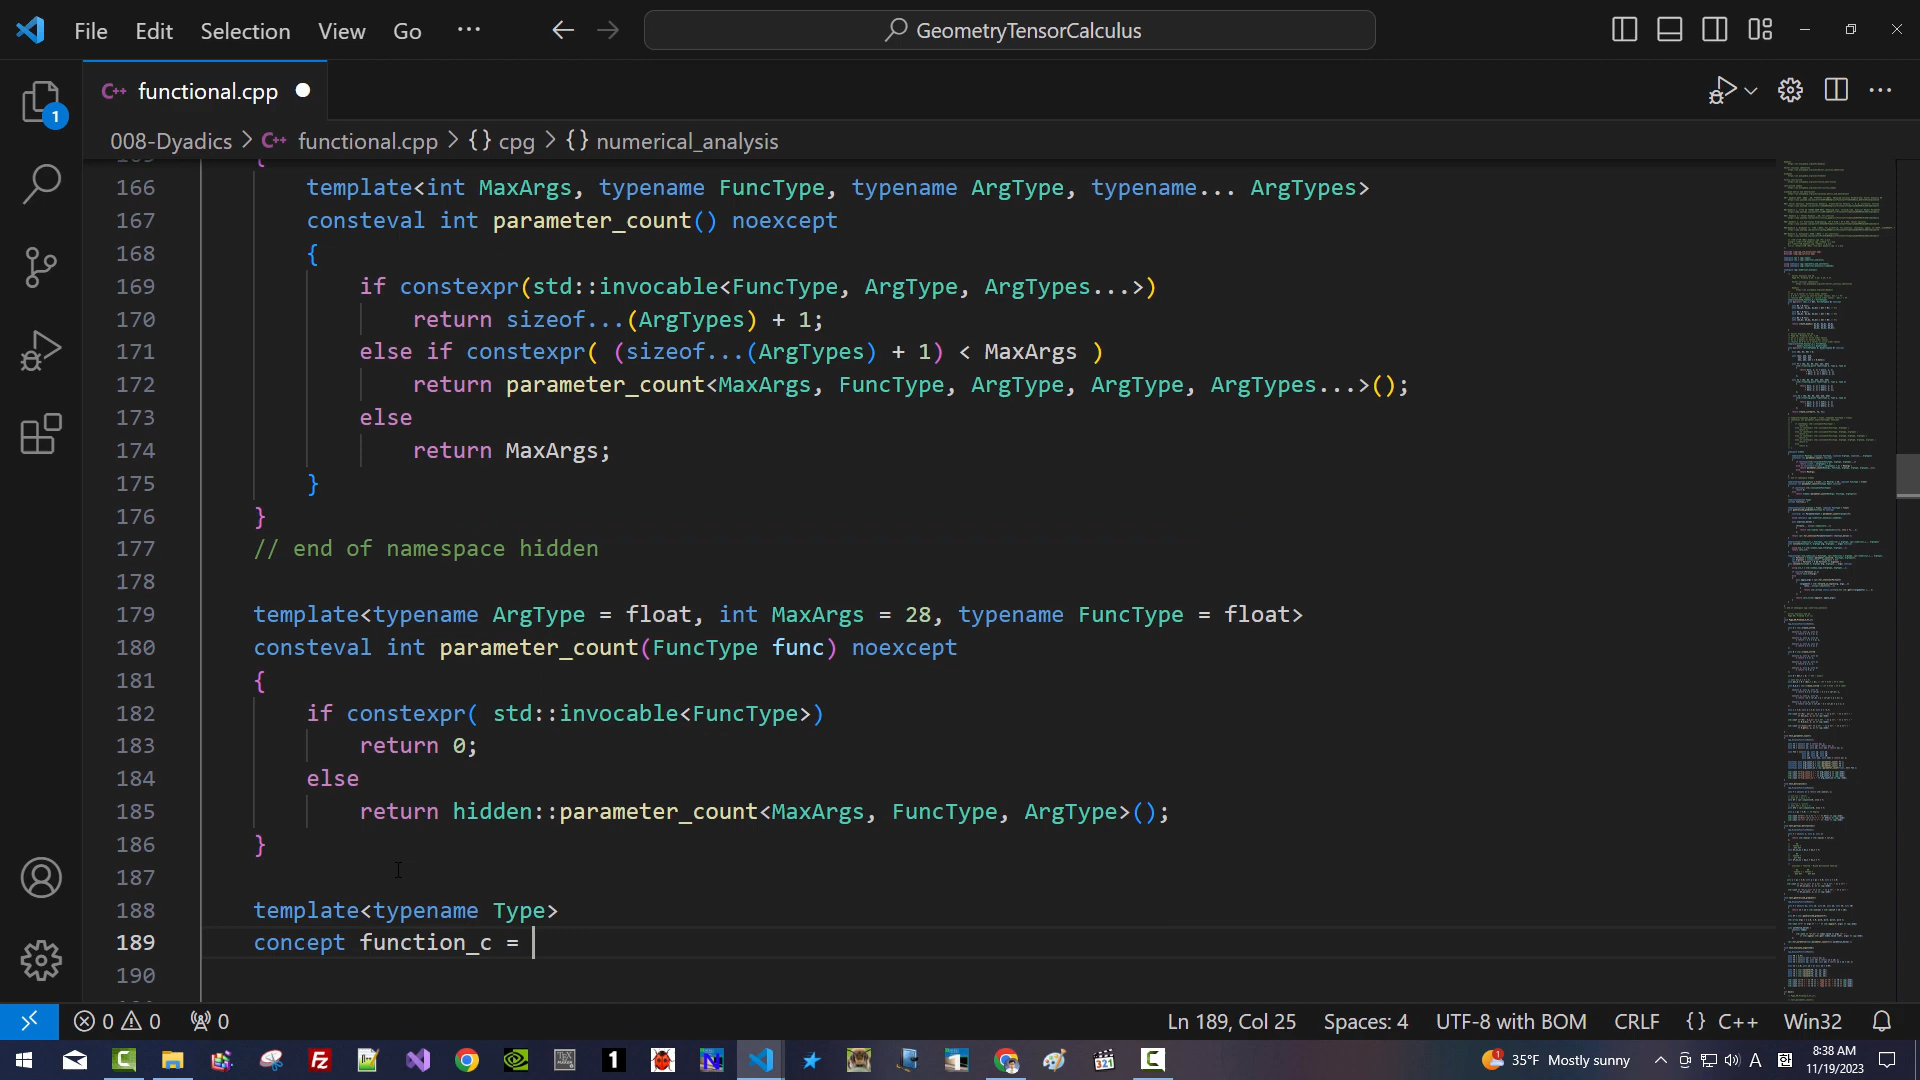 File Edit Selection View Go ··· GeometryTensorCalculus
C++ functional.cpp
008-Dyadics > C++ functional.cpp > {} cpg > {} numerical_analysis
166 template<int MaxArgs, typename FuncType, typename ArgType, typename... ArgTypes>
167 consteval int parameter_count() noexcept
168 {
169 if constexpr(std::invocable<FuncType, ArgType, ArgTypes...>)
170 return sizeof...(ArgTypes) + 1;
171 else if constexpr( (sizeof...(ArgTypes) + 1) < MaxArgs )
172 return parameter_count<MaxArgs, FuncType, ArgType, ArgType, ArgTypes...>();
173 else
174 return MaxArgs;
175 }
176 }
177 // end of namespace hidden
178
179 template<typename ArgType = float, int MaxArgs = 28, typename FuncType = float>
180 consteval int parameter_count(FuncType func) noexcept
181 {
182 if constexpr( std::invocable<FuncType>)
183 return 0;
184 else
185 return hidden::parameter_count<MaxArgs, FuncType, ArgType>();
186 }
187
188 template<typename Type>
189 concept function_c =
190
0 0 0 Ln 189, Col 25 Spaces: 4 UTF-8 with BOM CRLF {} C++ Win32
35°F Mostly sunny A 8:38 AM
11/19/2023